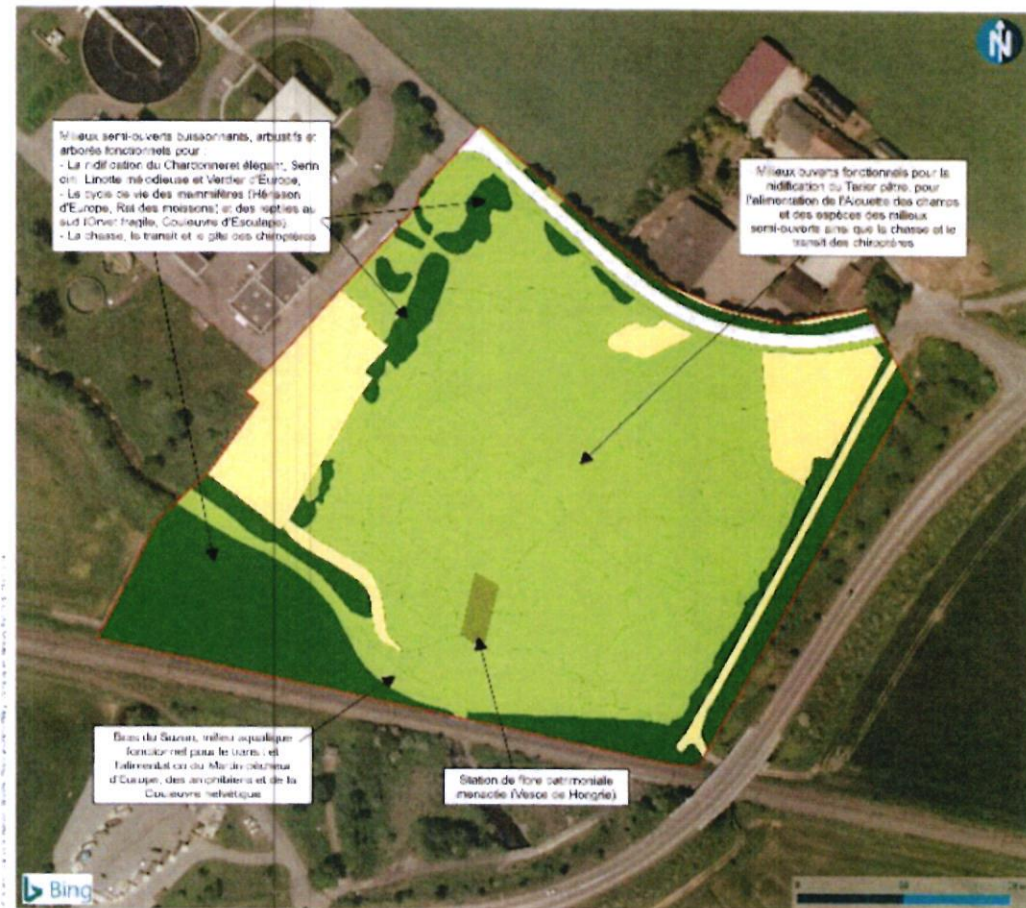 Milieux semi-ouverts buissonnants, arbustifs et
arborés fonctionnels pour :
- La nidification du Chardonneret élégant, Serin
cini, Linotte mélodieuse et Verdier d'Europe,
- Le cycle de vie des mammifères (Hérisson
d'Europe, Rat des moissons) et des reptiles au
sud (Orvet fragile, Couleuvre d'Esculape)
- La chasse, le transit et le gîte des chiroptères
Milieux ouverts fonctionnels pour la
nidification du Tarier pâtre, pour
l'alimentation de l'Alouette des champs
et des espèces des milieux
semi-ouverts ainsi que la chasse et le
transit des chiroptères
Bras du Suzon, milieu aquatique
fonctionnel pour le transit et
l'alimentation du Martin-pêcheur
d'Europe, des amphibiens et de la
Couleuvre helvétique
Station de flore patrimoniale
menacée (Vesce de Hongrie)
N
Bing